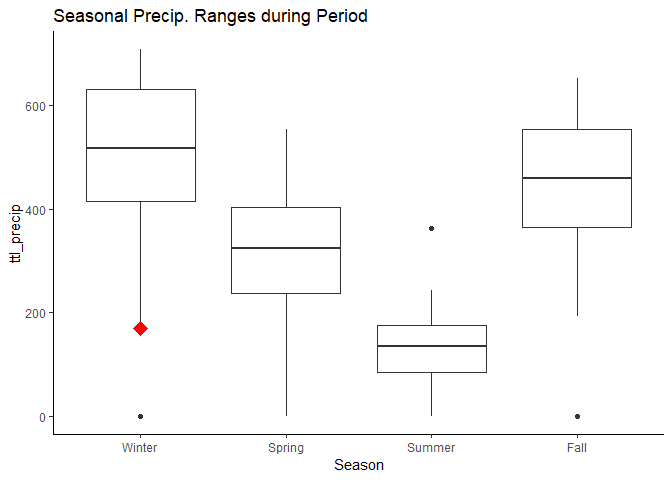 Seasonal Precip. Ranges during Period
ttl_precip
600
400
200
0
Winter Spring Summer Fall
Season